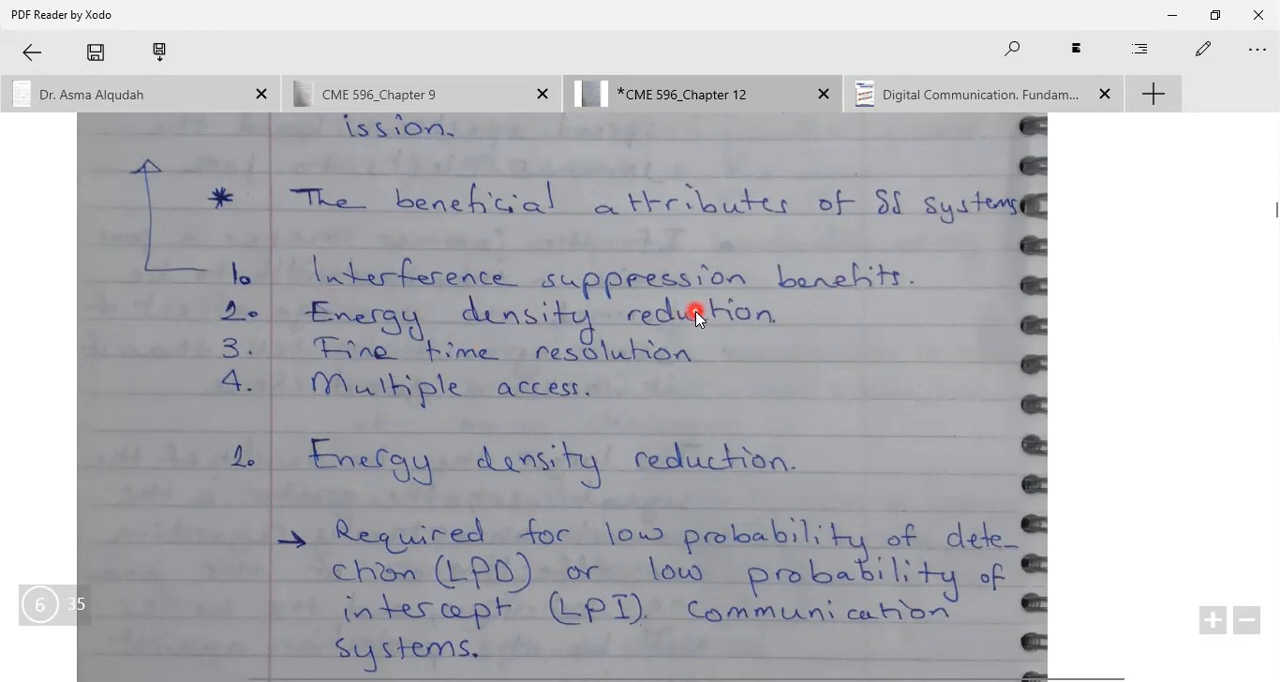 PDF Reader by Xodo
Dr. Asma Alqudah
CME 596_Chapter 9
*CME 596_Chapter 12
Digital Communication. Fundam...
ission.
* The beneficial attributes of SS systems
1. Interference suppression benefits.
2. Energy density reduction.
3. Fine time resolution
4. Multiple access.
2. Energy density reduction.
→ Required for low probability of dete-
ction (LPD) or low probability of
intercept (LPI). Communication
systems.
6 35